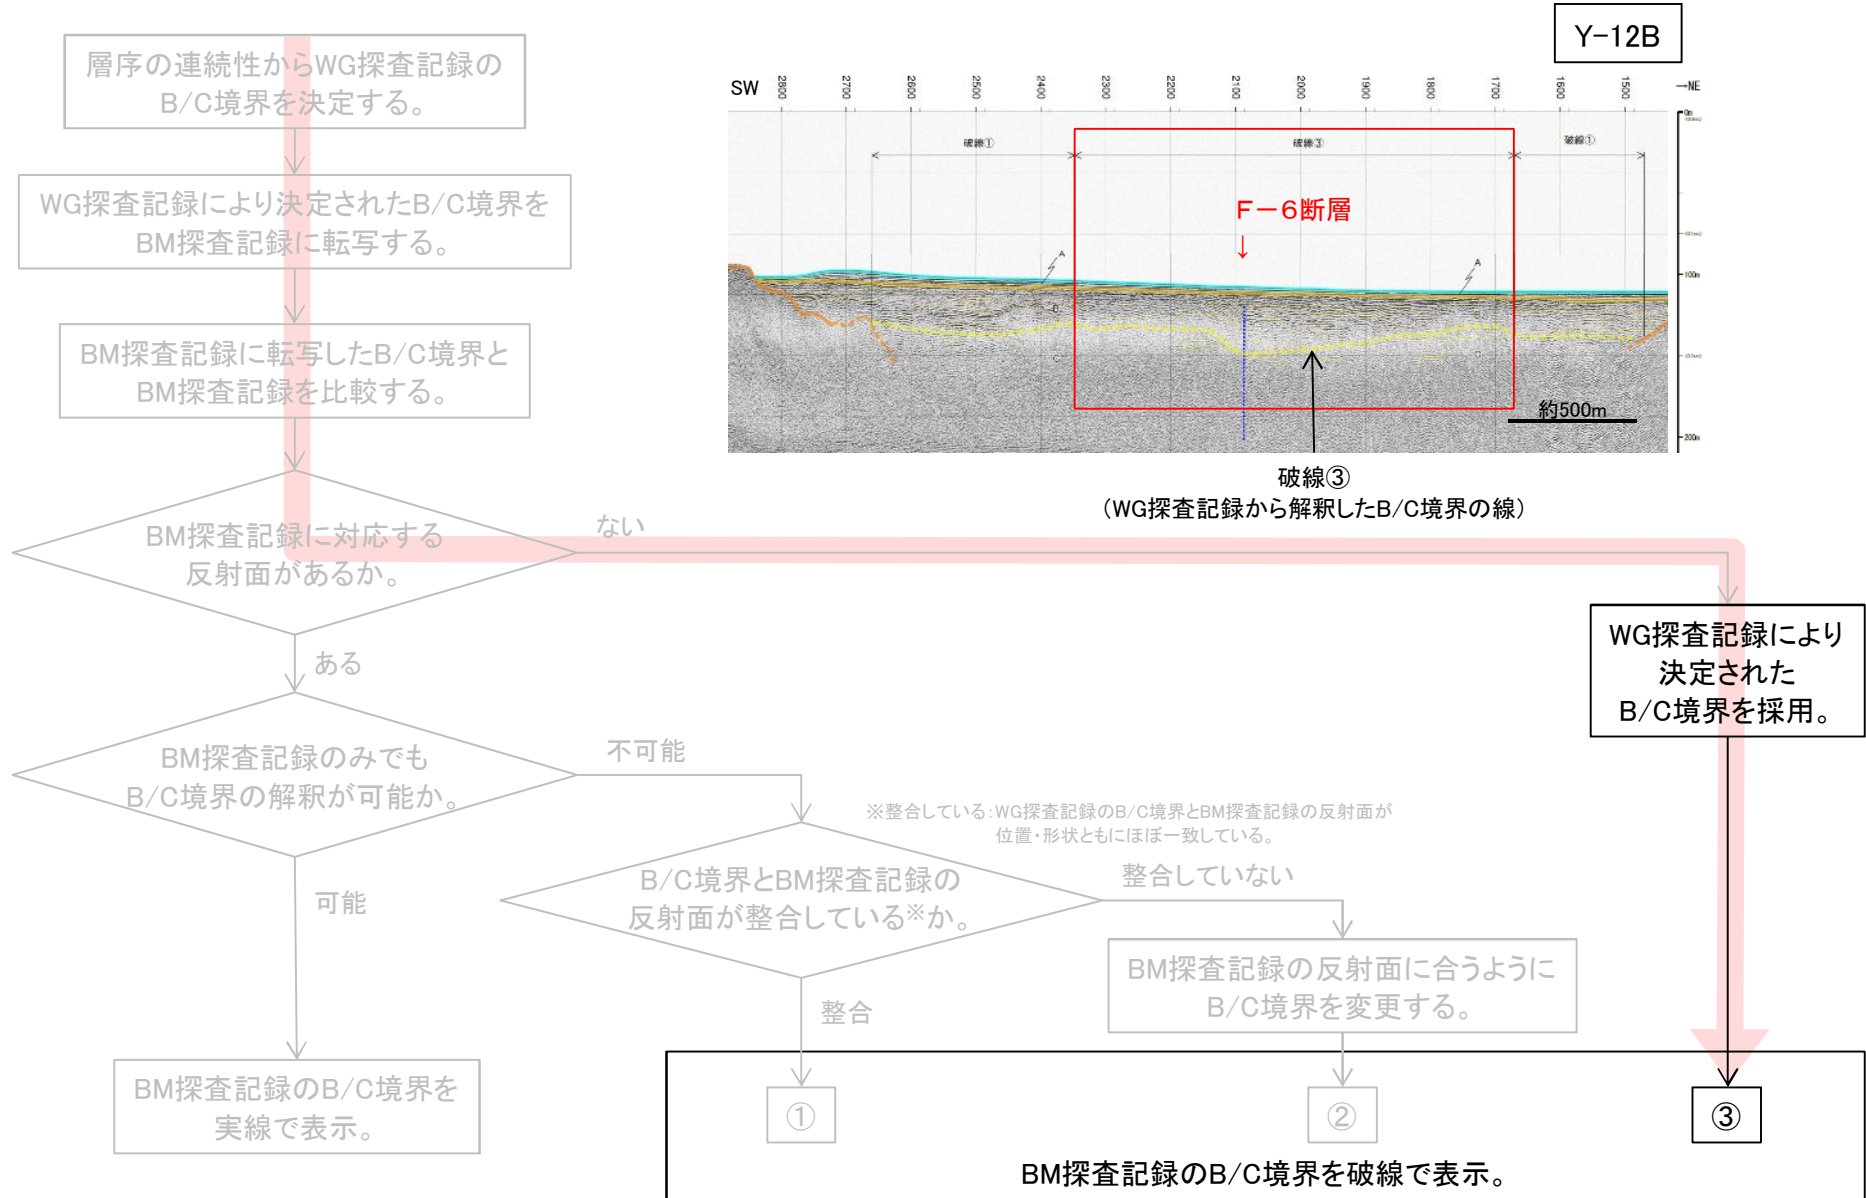 Y-12B
SW
2800
2700
2600
2500
2400
2300
2200
2100
2000
1900
1800
1700
1600
1500
→NE
0m
破線①
破線③
破線①
F-6断層
A
A
100m
B
C
約500m
200m
破線③
(WG探査記録から解釈したB/C境界の線)
層序の連続性からWG探査記録の
B/C境界を決定する。
WG探査記録により決定されたB/C境界を
BM探査記録に転写する。
BM探査記録に転写したB/C境界と
BM探査記録を比較する。
BM探査記録に対応する
反射面があるか。
ない
ある
WG探査記録により
決定された
B/C境界を採用。
BM探査記録のみでも
B/C境界の解釈が可能か。
不可能
可能
※整合している:WG探査記録のB/C境界とBM探査記録の反射面が
位置・形状ともにほぼ一致している。
B/C境界とBM探査記録の
反射面が整合している※か。
整合していない
整合
BM探査記録の反射面に合うように
B/C境界を変更する。
BM探査記録のB/C境界を
実線で表示。
①
②
③
BM探査記録のB/C境界を破線で表示。